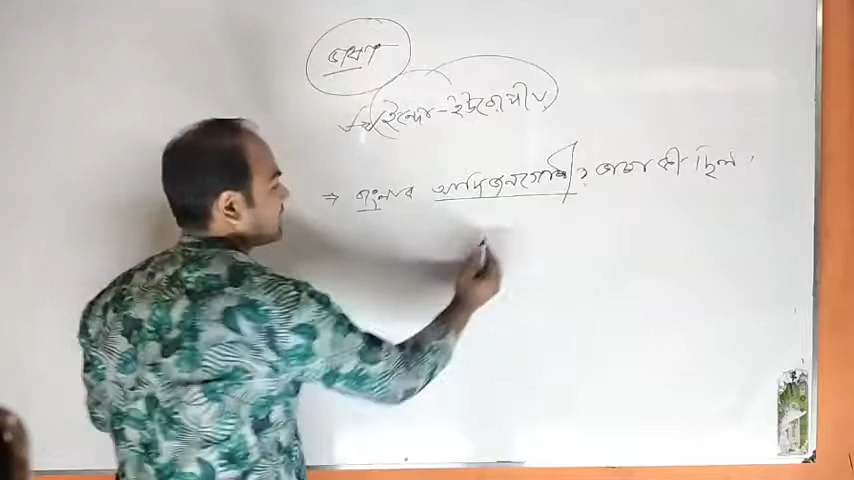 ভাষা
ইন্দো-ইউরোপীয়
→ বাংলার আদি জনগোষ্ঠীর ভাষা কী ছিল